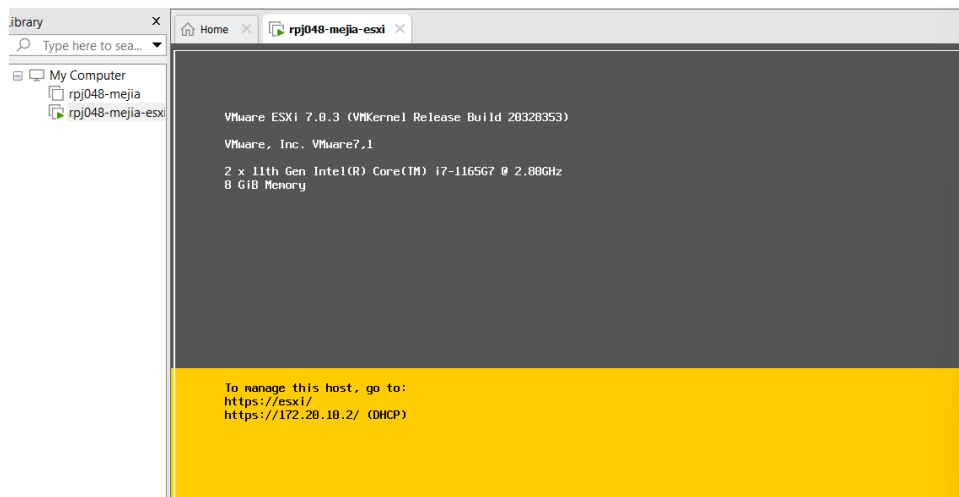 Library
X
Type here to sea...
My Computer
rpj048-mejia
rpj048-mejia-esxi
Home
rpj048-mejia-esxi
VMware ESXi 7.0.3 (VMKernel Release Build 20328353)
VMware, Inc. VMware7,1
2 x 11th Gen Intel(R) Core(TM) i7-1165G7 @ 2.80GHz
8 GiB Memory
To manage this host, go to:
https://esxi/
https://172.20.10.2/ (DHCP)